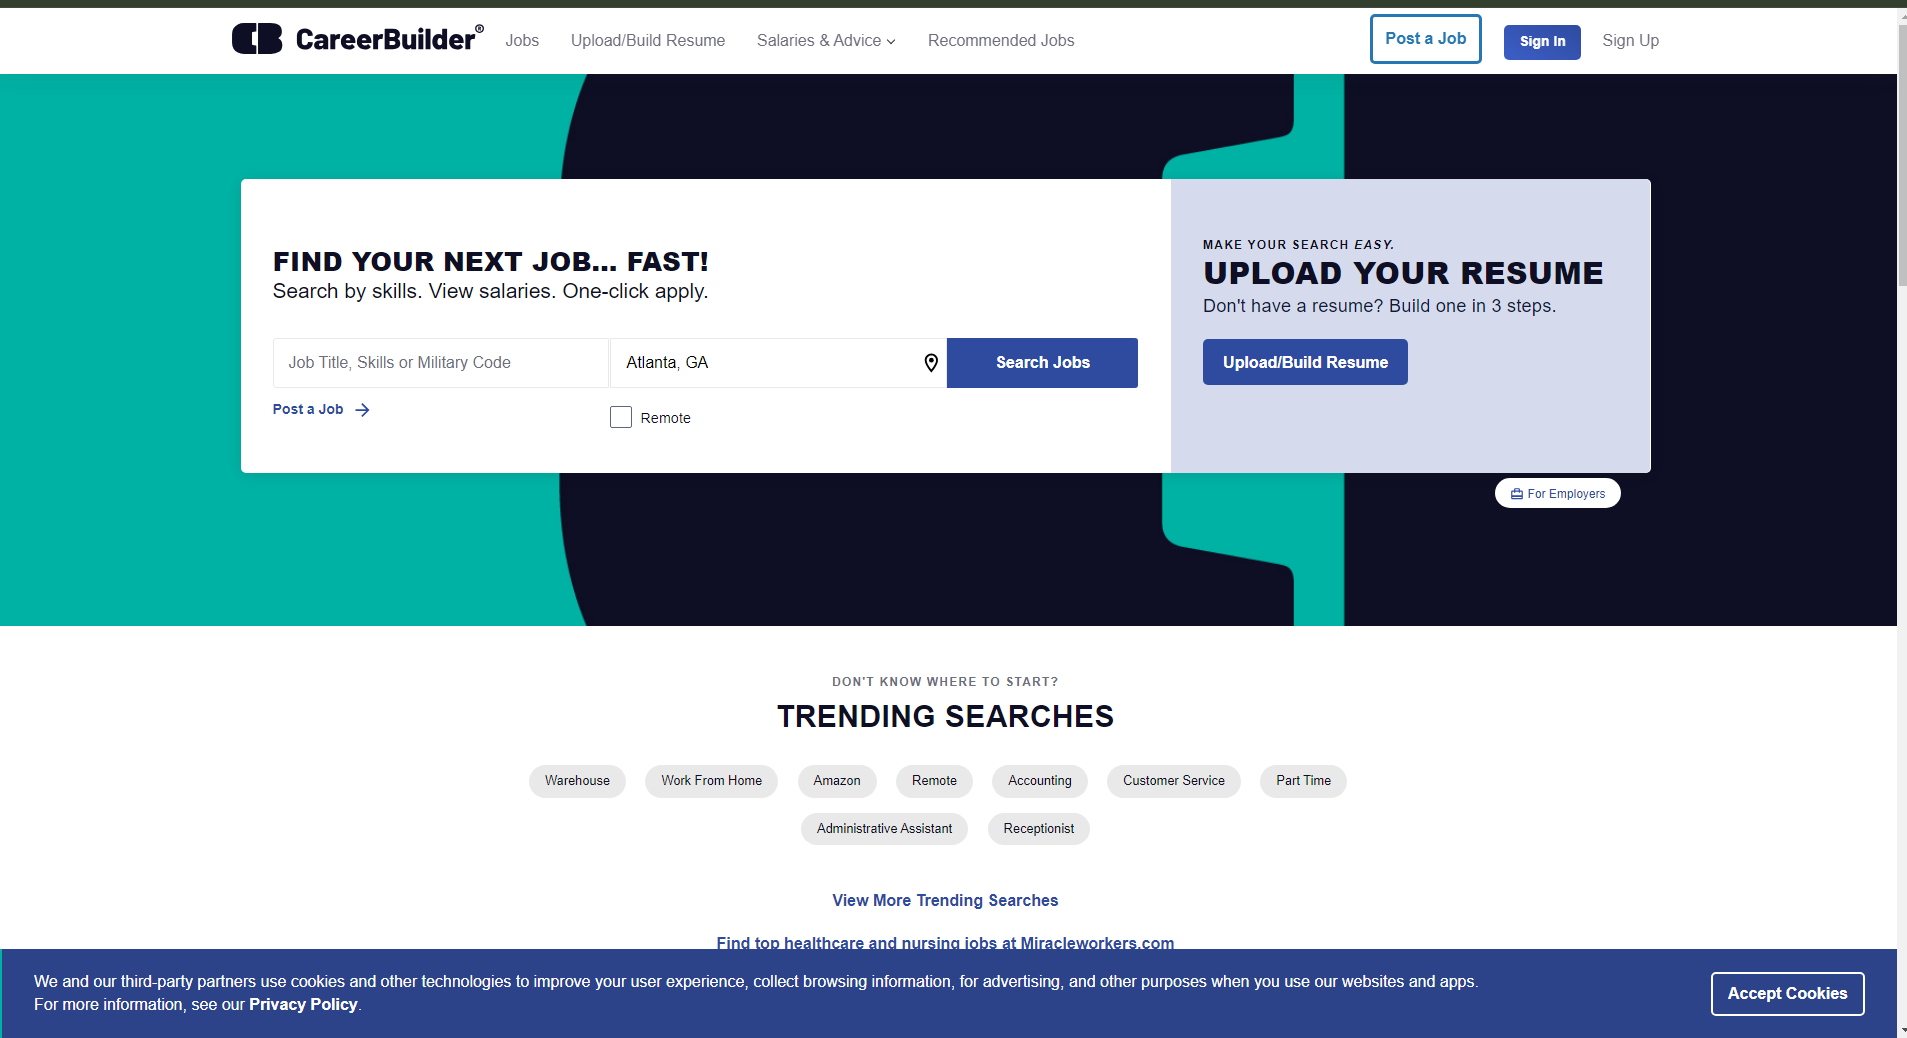 CareerBuilder®
Jobs
Upload/Build Resume
Salaries & Advice
Recommended Jobs
Post a Job
Sign In
Sign Up
FIND YOUR NEXT JOB... FAST!
Search by skills. View salaries. One-click apply.
Job Title, Skills or Military Code
Atlanta, GA
Search Jobs
Post a Job
Remote
MAKE YOUR SEARCH EASY.
UPLOAD YOUR RESUME
Don't have a resume? Build one in 3 steps.
Upload/Build Resume
For Employers
DON'T KNOW WHERE TO START?
TRENDING SEARCHES
Warehouse
Work From Home
Amazon
Remote
Accounting
Customer Service
Part Time
Administrative Assistant
Receptionist
View More Trending Searches
Find top healthcare and nursing jobs at Miracleworkers.com
We and our third-party partners use cookies and other technologies to improve your user experience, collect browsing information, for advertising, and other purposes when you use our websites and apps.
For more information, see our Privacy Policy.
Accept Cookies